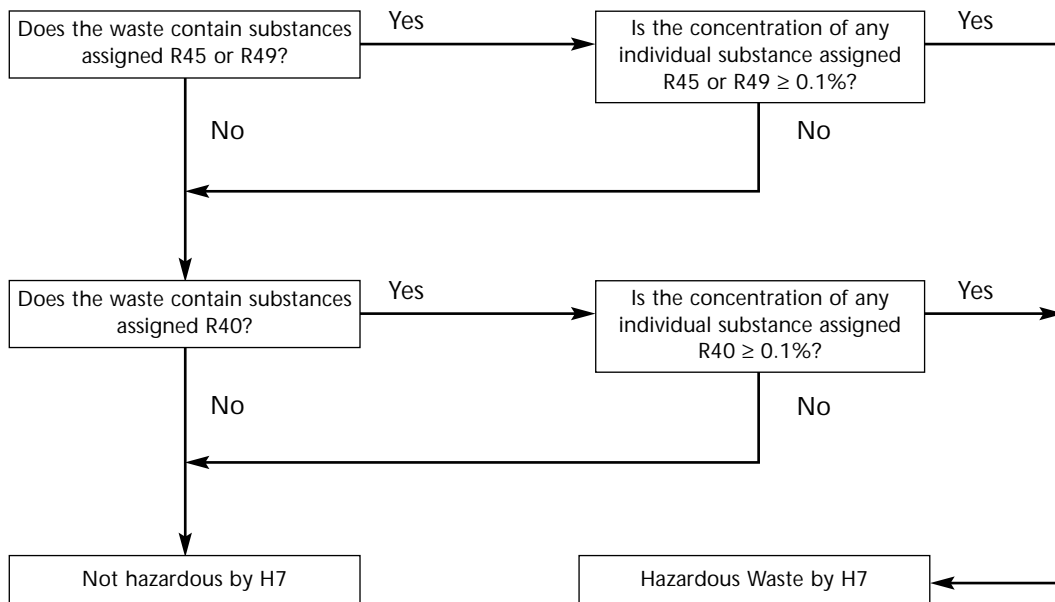 Does the waste contain substances
assigned R45 or R49?
Yes
Is the concentration of any
individual substance assigned
R45 or R49 ≥ 0.1%?
Yes
No
No
Does the waste contain substances
assigned R40?
Yes
Is the concentration of any
individual substance assigned
R40 ≥ 0.1%?
Yes
No
No
Not hazardous by H7
Hazardous Waste by H7